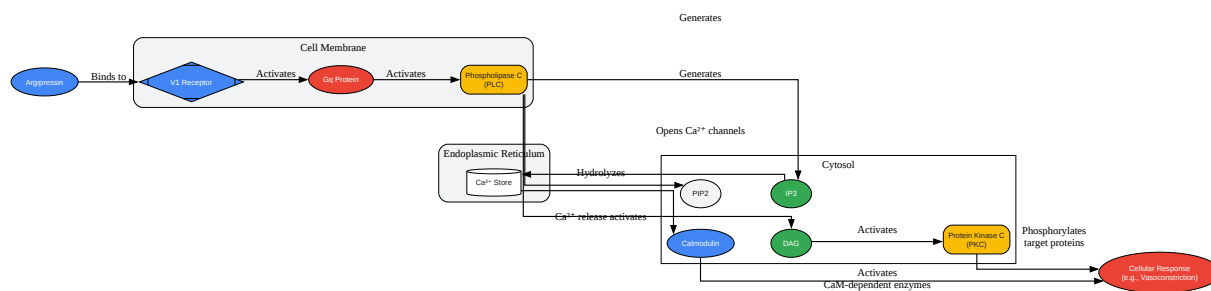 Generates
Cell Membrane
Argipressin
Binds to
V1 Receptor
Activates
Gq Protein
Activates
Phospholipase C
(PLC)
Generates
Opens Ca²⁺ channels
Endoplasmic Reticulum
Cytosol
Hydrolyzes
Ca²⁺ Store
PIP2
IP3
Ca²⁺ release activates
Calmodulin
DAG
Activates
Protein Kinase C
(PKC)
Phosphorylates
target proteins
Activates
CaM-dependent enzymes
Cellular Response
(e.g., Vasoconstriction)